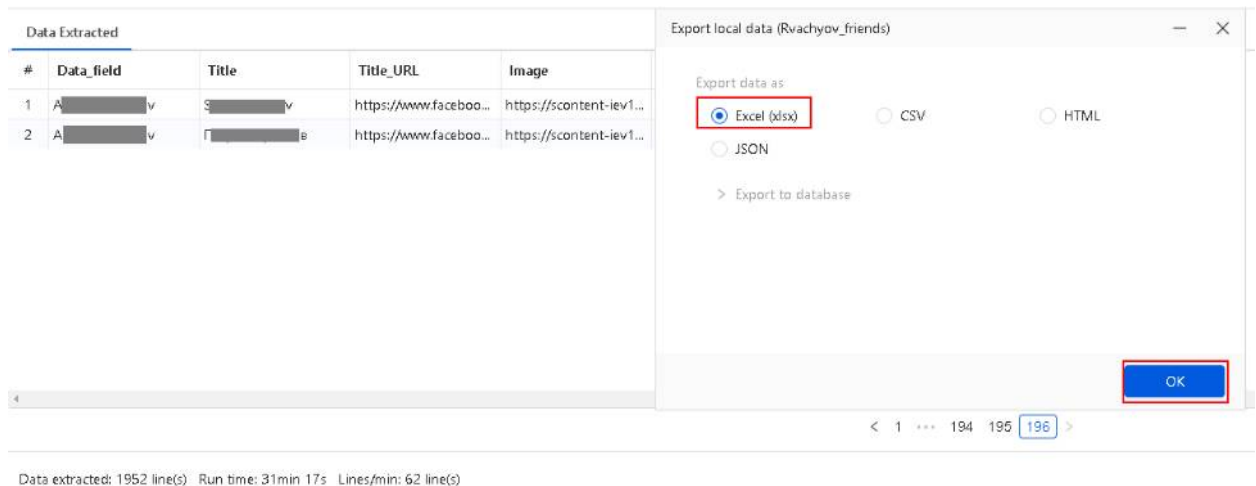 Data Extracted
# Data_field Title Title_URL Image
1 A v S v https://www.faceboo... https://scontent-iev1...
2 A v П е https://www.faceboo... https://scontent-iev1...
Export local data (Rvachyov_friends)
Export data as
Excel (xlsx) CSV HTML
JSON
> Export to database
OK
< 1 ••• 194 195 196 >
Data extracted: 1952 line(s) Run time: 31min 17s Lines/min: 62 line(s)